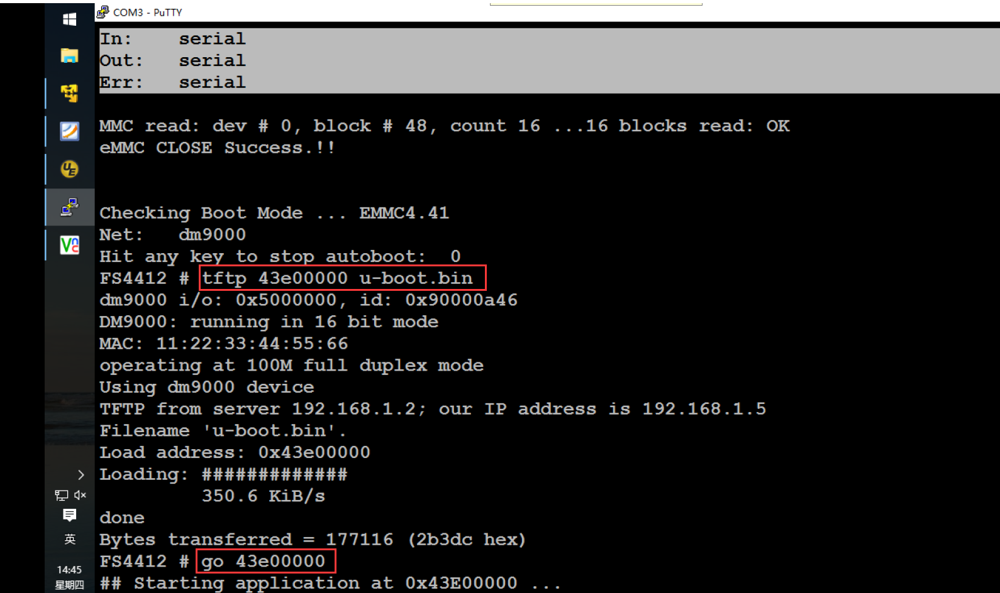 COM3 - PuTTY
In:    serial
Out:   serial
Err:   serial
MMC read: dev # 0, block # 48, count 16 ...16 blocks read: OK
eMMC CLOSE Success.!!
Checking Boot Mode ... EMMC4.41
Net:   dm9000
Hit any key to stop autoboot:  0
FS4412 # tftp 43e00000 u-boot.bin
dm9000 i/o: 0x5000000, id: 0x90000a46
DM9000: running in 16 bit mode
MAC: 11:22:33:44:55:66
operating at 100M full duplex mode
Using dm9000 device
TFTP from server 192.168.1.2; our IP address is 192.168.1.5
Filename 'u-boot.bin'.
Load address: 0x43e00000
Loading: #############
350.6 KiB/s
done
Bytes transferred = 177116 (2b3dc hex)
FS4412 # go 43e00000
## Starting application at 0x43E00000 ...
UE
Vnc
英
14:45
星期四